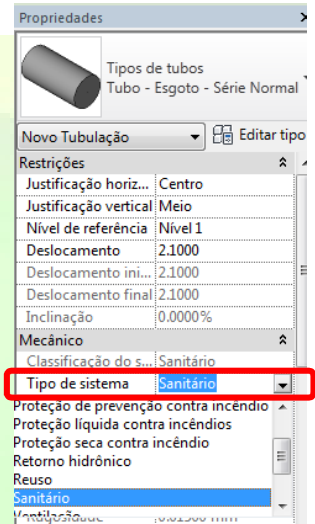 Propriedades
Tipos de tubos
Tubo - Esgoto - Série Normal
Novo Tubulação Editar tipo
Restrições
Justificação horiz... Centro
Justificação vertical Meio
Nível de referência Nível 1
Deslocamento 2.1000
Deslocamento ini... 2.1000
Deslocamento final 2.1000
Inclinação 0.0000%
Mecânico
Classificação do s... Sanitário
Tipo de sistema Sanitário
Proteção de prevenção contra incêndio
Proteção líquida contra incêndios
Proteção seca contra incêndio
Retorno hidrônico
Reuso
Sanitário
Ventilação